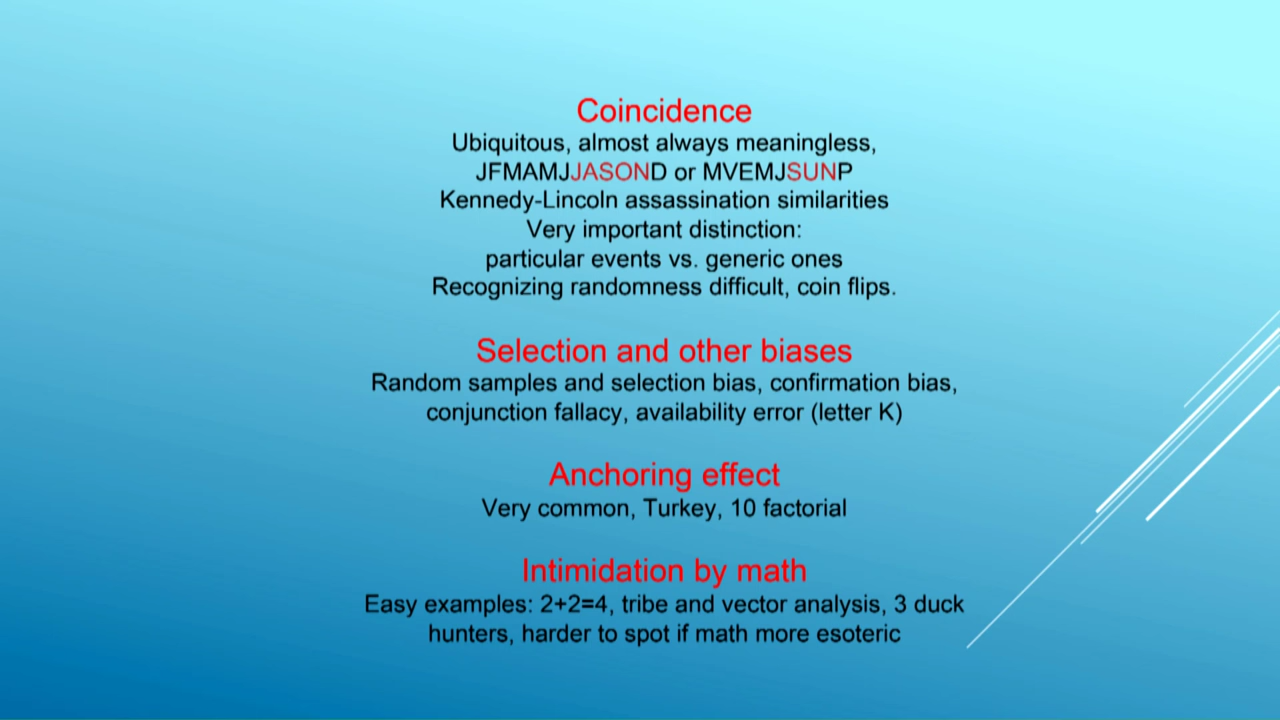 Coincidence
Ubiquitous, almost always meaningless,
JFMAMJJASOND or MVEMJSUNP
Kennedy-Lincoln assassination similarities
Very important distinction:
particular events vs. generic ones
Recognizing randomness difficult, coin flips.
Selection and other biases
Random samples and selection bias, confirmation bias,
conjunction fallacy, availability error (letter K)
Anchoring effect
Very common, Turkey, 10 factorial
Intimidation by math
Easy examples: 2+2=4, tribe and vector analysis, 3 duck
hunters, harder to spot if math more esoteric